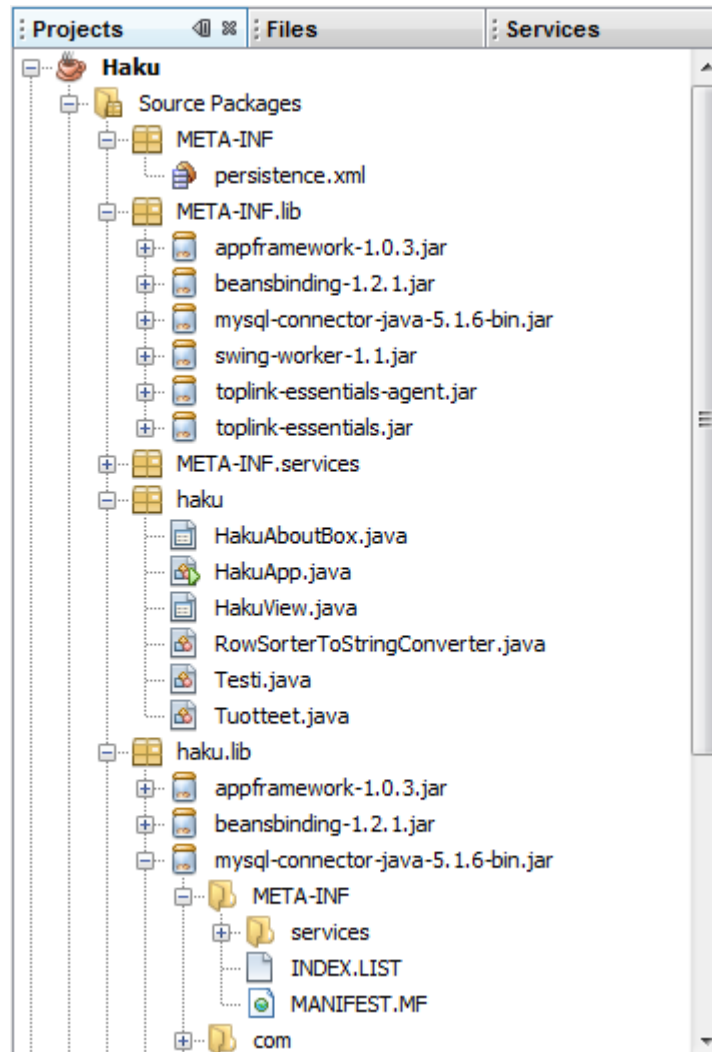 Projects Files Services
Haku
Source Packages
META-INF
persistence.xml
META-INF.lib
appframework-1.0.3.jar
beansbinding-1.2.1.jar
mysql-connector-java-5.1.6-bin.jar
swing-worker-1.1.jar
toplink-essentials-agent.jar
toplink-essentials.jar
META-INF.services
haku
HakuAboutBox.java
HakuApp.java
HakuView.java
RowSorterToStringConverter.java
Testi.java
Tuotteet.java
haku.lib
appframework-1.0.3.jar
beansbinding-1.2.1.jar
mysql-connector-java-5.1.6-bin.jar
META-INF
services
INDEX.LIST
MANIFEST.MF
com